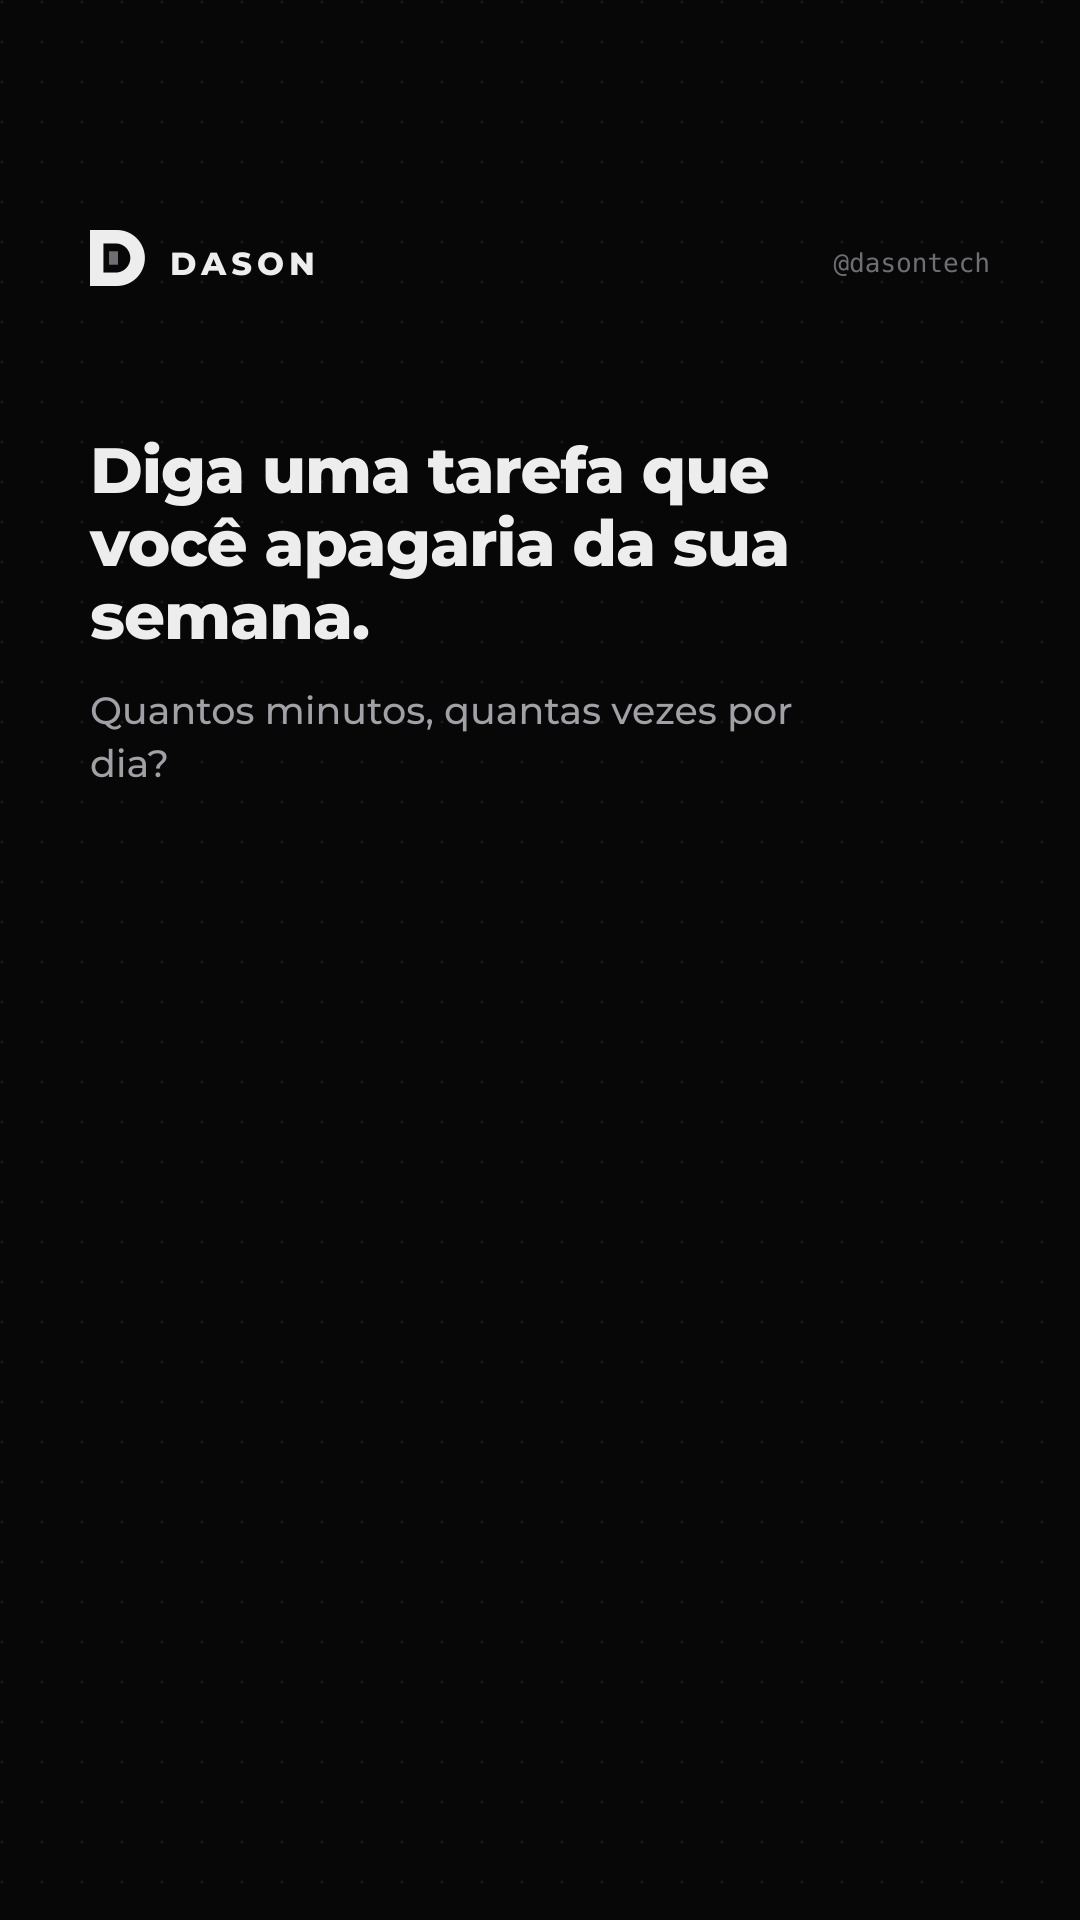 DASON
@dasontech
Diga uma tarefa que
você apagaria da sua
semana.
Quantos minutos, quantas vezes por
dia?